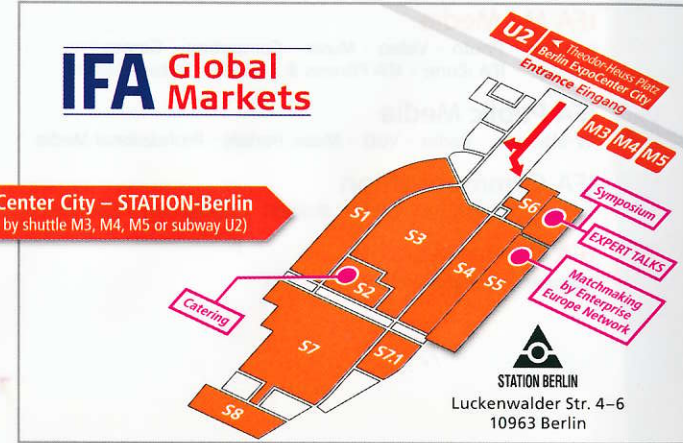 IFA Global
Markets
U2
Theodor-Heuss Platz
Berlin ExpoCenter City
Entrance Eingang
M3 M4 M5
Center City – STATION-Berlin
by shuttle M3, M4, M5 or subway U2)
S1
S3
S6
Symposium
EXPERT TALKS
S4
S5
S2
Catering
Matchmaking
by Enterprise
Europe Network
S7
S7.1
S8
STATION BERLIN
Luckenwalder Str. 4–6
10963 Berlin